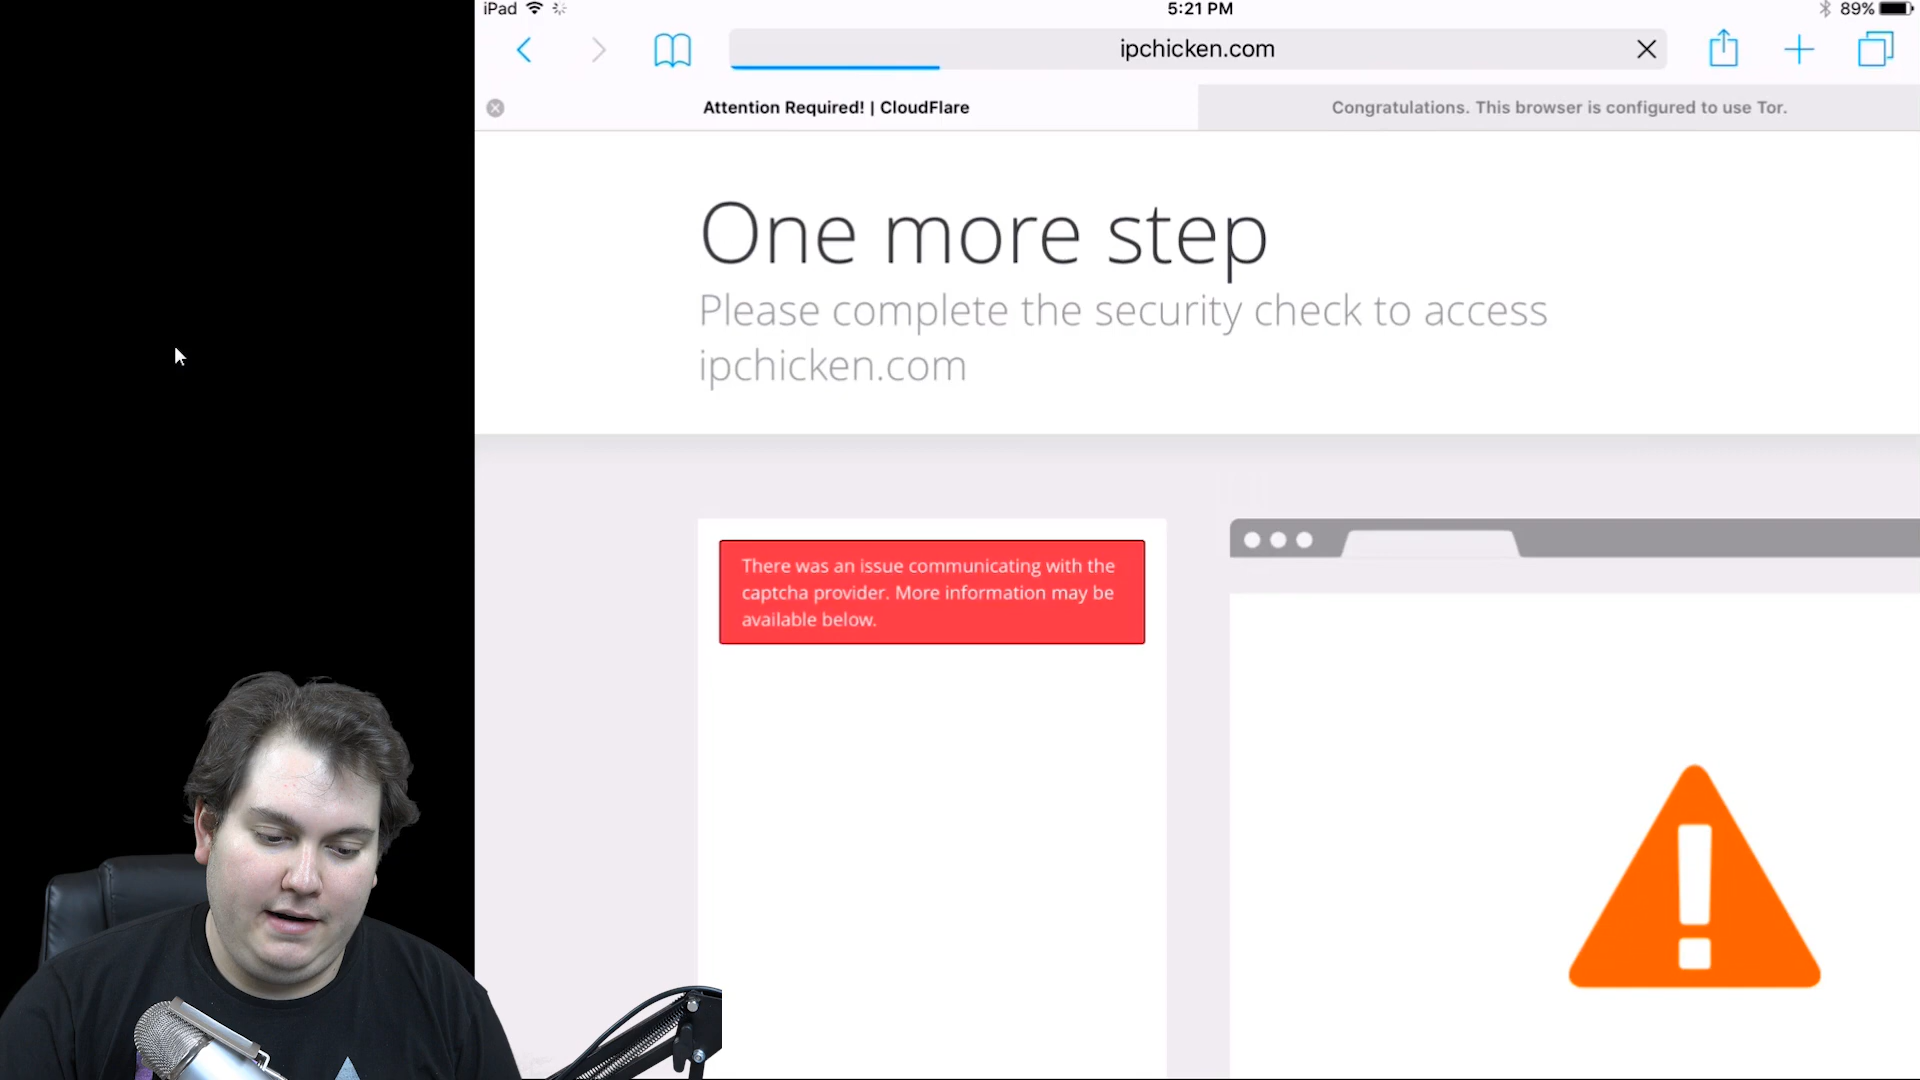 iPad
5:21 PM
89%
ipchicken.com
Attention Required! | CloudFlare
Congratulations. This browser is configured to use Tor.
One more step
Please complete the security check to access
ipchicken.com
There was an issue communicating with the
captcha provider. More information may be
available below.